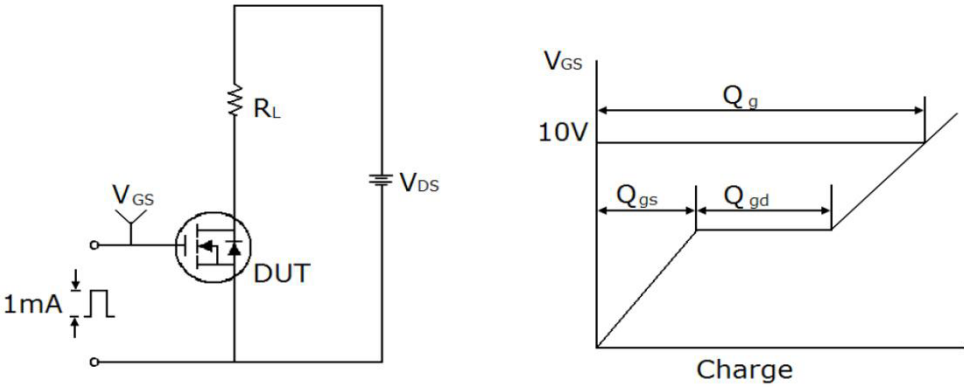 RL
VDS
VGS
DUT
1mA
VGS
Qg
10V
Qgs
Qgd
Charge